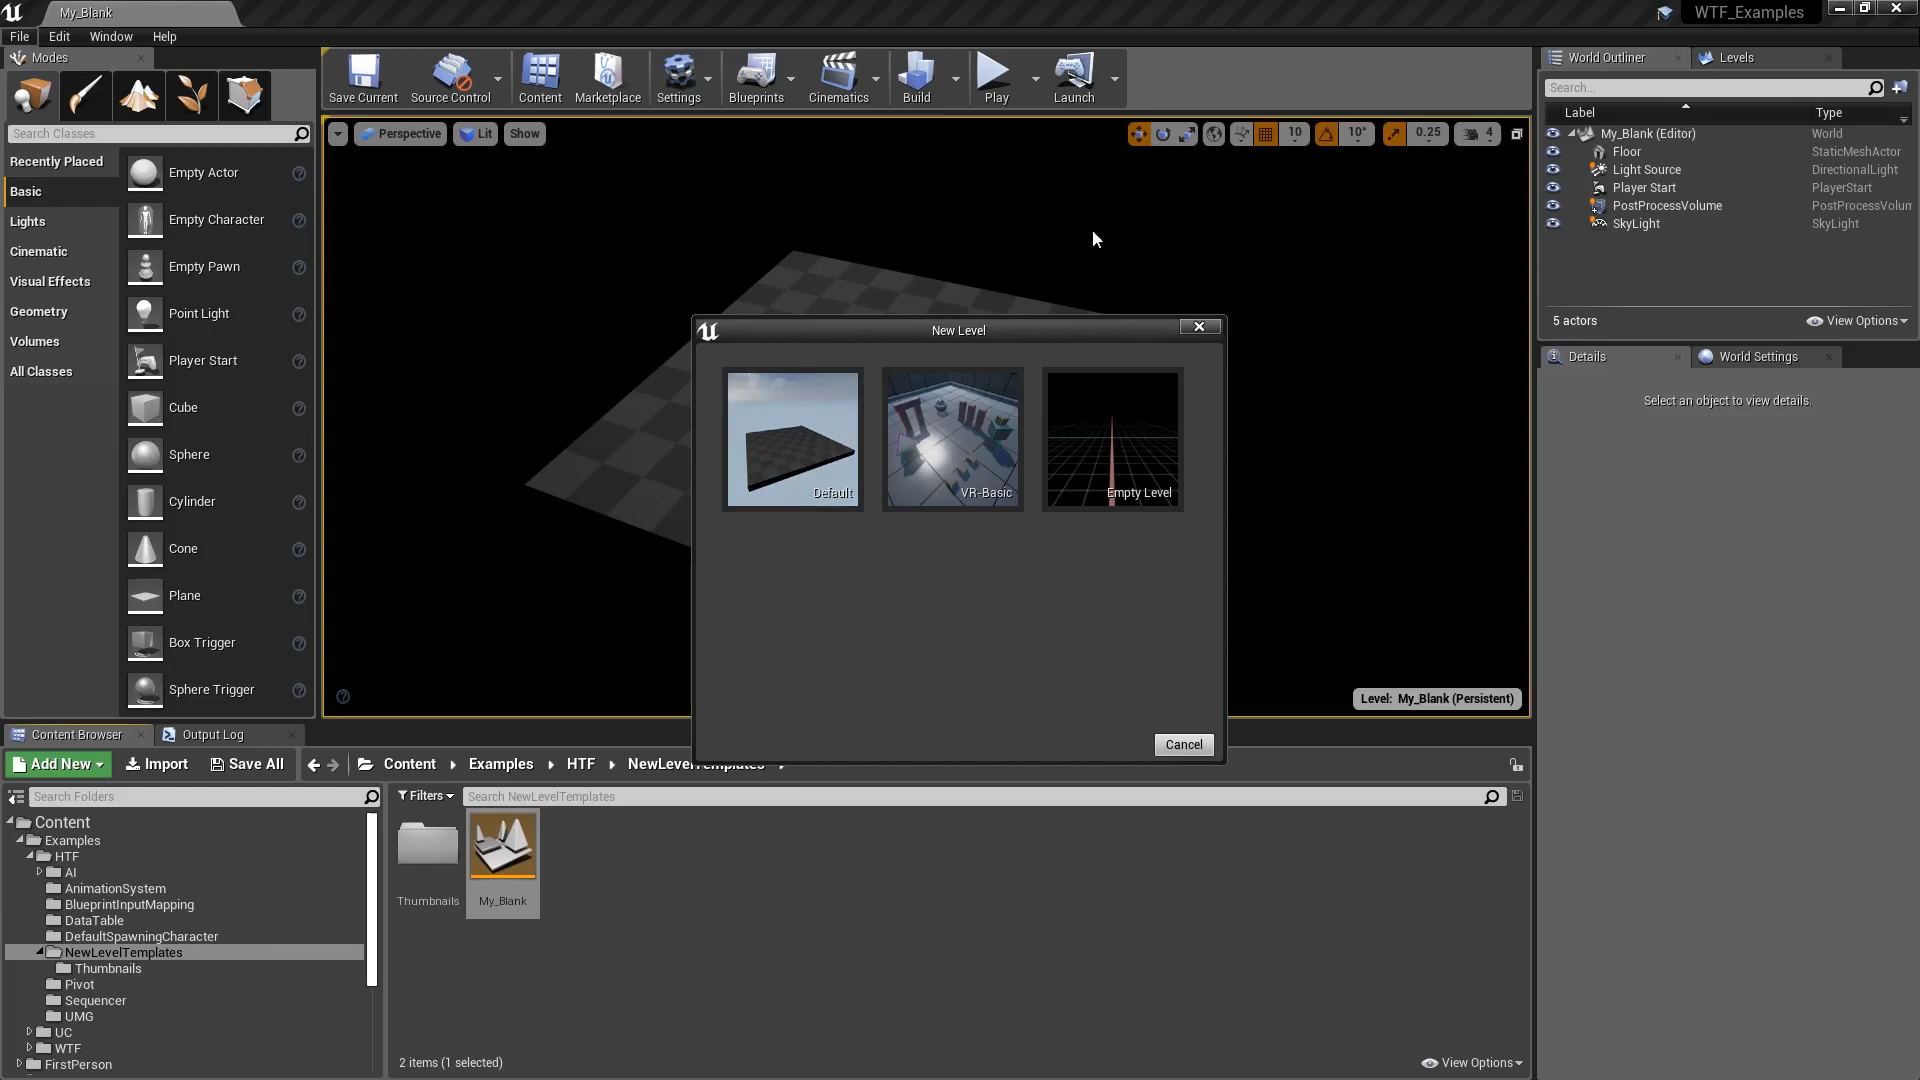 My_Blank
WTF_Examples
File Edit Window Help
Modes
Search Classes
Recently Placed
Basic
Lights
Cinematic
Visual Effects
Geometry
Volumes
All Classes
Empty Actor
Empty Character
Empty Pawn
Point Light
Player Start
Cube
Sphere
Cylinder
Cone
Plane
Box Trigger
Sphere Trigger
Save Current Source Control Content Marketplace Settings Blueprints Cinematics Build Play Launch
Perspective Lit Show
10 10° 0.25 4
Level: My_Blank (Persistent)
New Level
Default
VR-Basic
Empty Level
Cancel
World Outliner Levels
Search...
Label Type
My_Blank (Editor) World
Floor StaticMeshActor
Light Source DirectionalLight
Player Start PlayerStart
PostProcessVolume PostProcessVolum
SkyLight SkyLight
5 actors View Options
Details World Settings
Select an object to view details.
Content Browser Output Log
Add New Import Save All Content Examples HTF NewLevelTemplates
Search Folders
Content
Examples
HTF
AI
AnimationSystem
BlueprintInputMapping
DataTable
DefaultSpawningCharacter
NewLevelTemplates
Thumbnails
Pivot
Sequencer
UMG
UC
WTF
FirstPerson
Filters Search NewLevelTemplates
Thumbnails My_Blank
2 items (1 selected) View Options